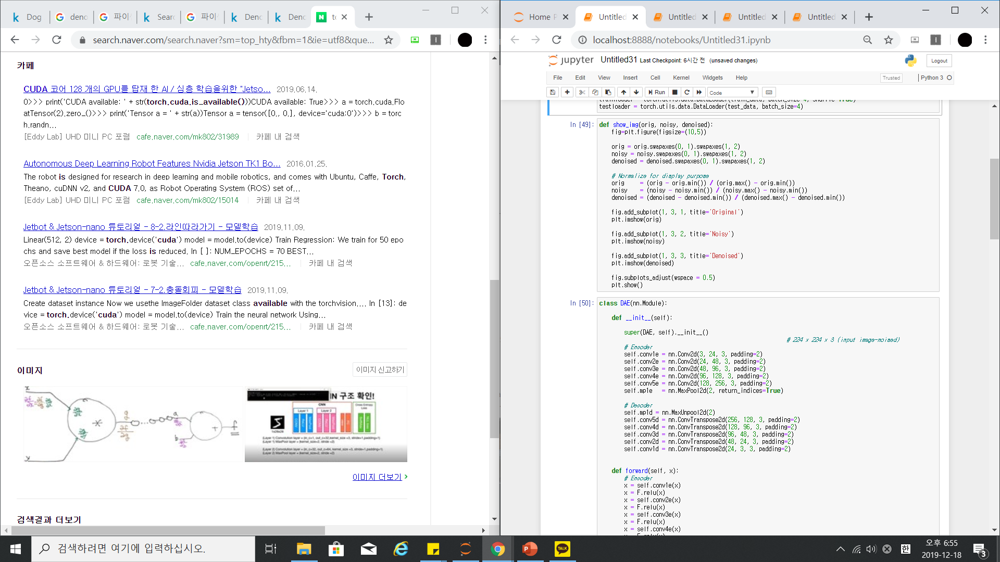 Dog
deno
파이
Searc
파이
Denc
Denc
to
search.naver.com/search.naver?sm=top_hty&fbm=1&ie=utf8&que...
카페
CUDA 코어 128 개의 GPU를 탑재 한 AI / 심층 학습을위한 "Jetso... 2019.06.14.
0>>> print('CUDA available: ' + str(torch.cuda.is_available()))CUDA available: True>>> a = torch.cuda.Flo
atTensor(2).zero_()>>> print('Tensor a = ' + str(a))Tensor a = tensor([0., 0.], device='cuda:0')>>> b = torc
h.randn...
[Eddy Lab] UHD 미니 PC 포럼 cafe.naver.com/mk802/31989 카페 내 검색
Autonomous Deep Learning Robot Features Nvidia Jetson TK1 Bo... 2016.01.25.
The robot is designed for research in deep learning and mobile robotics, and comes with Ubuntu, Caffe, Torch,
Theano, cuDNN v2, and CUDA 7.0, as Robot Operating System (ROS) set of...
[Eddy Lab] UHD 미니 PC 포럼 cafe.naver.com/mk802/15014 카페 내 검색
Jetbot & Jetson-nano 튜토리얼 - 8-2.라인따라가기 - 모델학습 2019.11.09.
Linear(512, 2) device = torch.device('cuda') model = model.to(device) Train Regression: We train for 50 epo
chs and save best model if the loss is reduced. In [ ]: NUM_EPOCHS = 70 BEST...
오픈소스 소프트웨어 & 하드웨어: 로봇 기술... cafe.naver.com/openrt/215... 카페 내 검색
Jetbot & Jetson-nano 튜토리얼 - 7-2.충돌회피 - 모델학습 2019.11.09.
Create dataset instance Now we usethe ImageFolder dataset class available with the torchvision.... In [13]: de
vice = torch.device('cuda') model = model.to(device) Train the neural network Using...
오픈소스 소프트웨어 & 하드웨어: 로봇 기술... cafe.naver.com/openrt/215... 카페 내 검색
이미지
이미지 신고하기
IN 구조 확인!
CNN
Layer 1
Layer 2
이미지 더보기
검색결과 더보기
Home P
Untitled
Untitled
Untitled
Untitled
localhost:8888/notebooks/Untitled31.ipynb
jupyter Untitled31 Last Checkpoint: 6시간 전 (unsaved changes)
Logout
File Edit View Insert Cell Kernel Widgets Help
Trusted
Python 3
Run
Code
testloader = torch.utils.data.DataLoader(test_data, batch_size=4)
In [49]:
def show_img(orig, noisy, denoised):
fig=plt.figure(figsize=(10,5))
orig = orig.swapaxes(0, 1).swapaxes(1, 2)
noisy = noisy.swapaxes(0, 1).swapaxes(1, 2)
denoised = denoised.swapaxes(0, 1).swapaxes(1, 2)
# Normalize for display purpose
orig = (orig - orig.min()) / (orig.max() - orig.min())
noisy = (noisy - noisy.min()) / (noisy.max() - noisy.min())
denoised = (denoised - denoised.min()) / (denoised.max() - denoised.min())
fig.add_subplot(1, 3, 1, title='Original')
plt.imshow(orig)
fig.add_subplot(1, 3, 2, title='Noisy')
plt.imshow(noisy)
fig.add_subplot(1, 3, 3, title='Denoised')
plt.imshow(denoised)
fig.subplots_adjust(wspace = 0.5)
plt.show()
In [50]:
class DAE(nn.Module):
def __init__(self):
super(DAE, self).__init__()
# 224 x 224 x 3 (input image-noised)
# Encoder
self.conv1e = nn.Conv2d(3, 24, 3, padding=2)
self.conv2e = nn.Conv2d(24, 48, 3, padding=2)
self.conv3e = nn.Conv2d(48, 96, 3, padding=2)
self.conv4e = nn.Conv2d(96, 128, 3, padding=2)
self.conv5e = nn.Conv2d(128, 256, 3, padding=2)
self.mp1e = nn.MaxPool2d(2, return_indices=True)
# Decoder
self.mp1d = nn.MaxUnpool2d(2)
self.conv5d = nn.ConvTranspose2d(256, 128, 3, padding=2)
self.conv4d = nn.ConvTranspose2d(128, 96, 3, padding=2)
self.conv3d = nn.ConvTranspose2d(96, 48, 3, padding=2)
self.conv2d = nn.ConvTranspose2d(48, 24, 3, padding=2)
self.conv1d = nn.ConvTranspose2d(24, 3, 3, padding=2)
def forward(self, x):
# Encoder
x = self.conv1e(x)
x = F.relu(x)
x = self.conv2e(x)
x = F.relu(x)
x = self.conv3e(x)
x = F.relu(x)
x = self.conv4e(x)
검색하려면 여기에 입력하십시오.
TALK
한
오후 6:55
2019-12-18
3